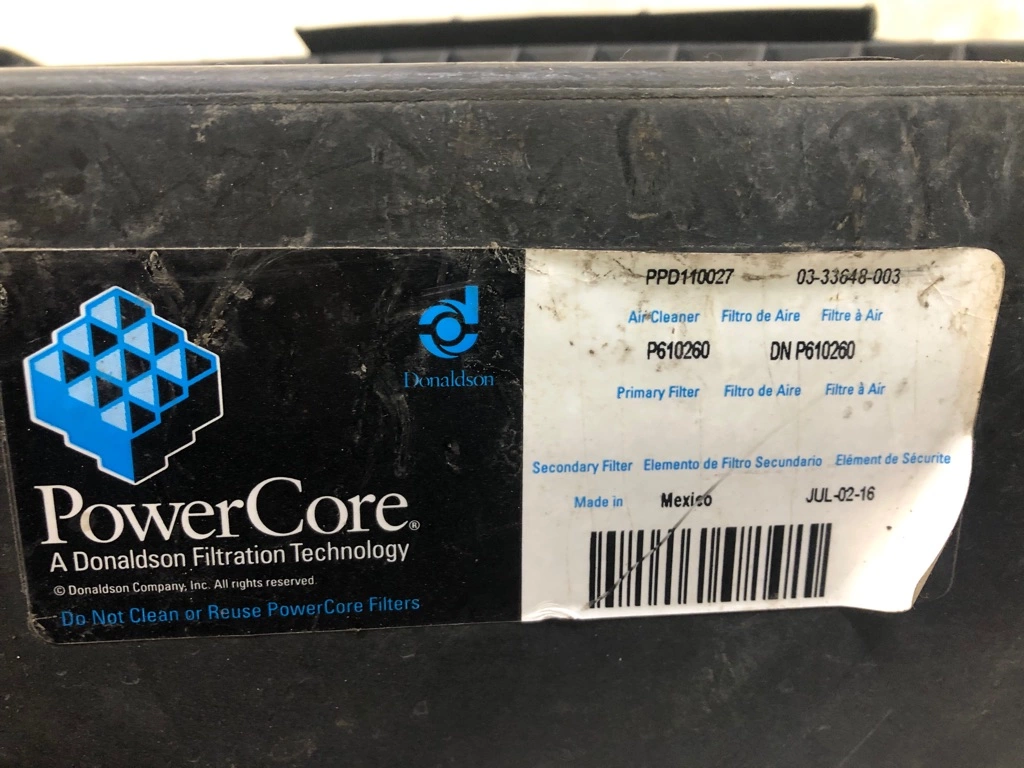 Donaldson
PowerCore®
A Donaldson Filtration Technology
© Donaldson Company, Inc. All rights reserved.
Do Not Clean or Reuse PowerCore Filters
PPD110027 03-33648-003
Air Cleaner Filtro de Aire Filtre à Air
P610260 DN P610260
Primary Filter Filtro de Aire Filtre à Air
Secondary Filter Elemento de Filtro Secundario Elément de Sécurite
Made in Mexico JUL-02-16